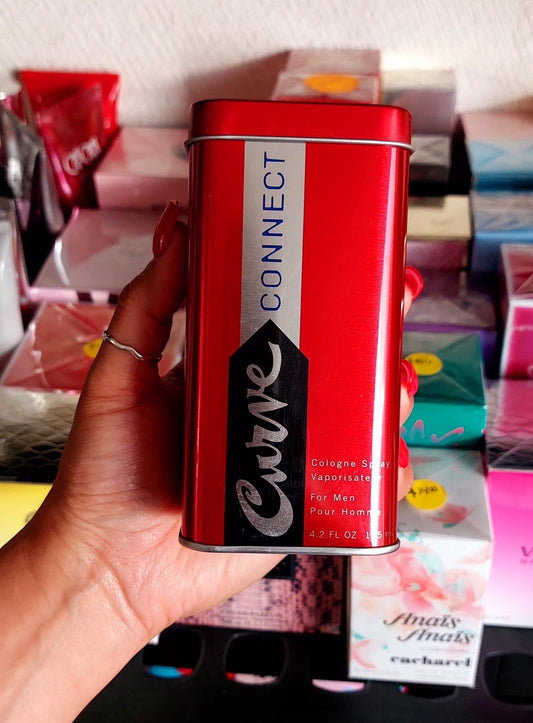 CONNECT
Curve
Cologne Spray
Vaporisateur
For Men
Pour Homme
4.2 FL OZ
Anaïs
Anaïs
cacharel